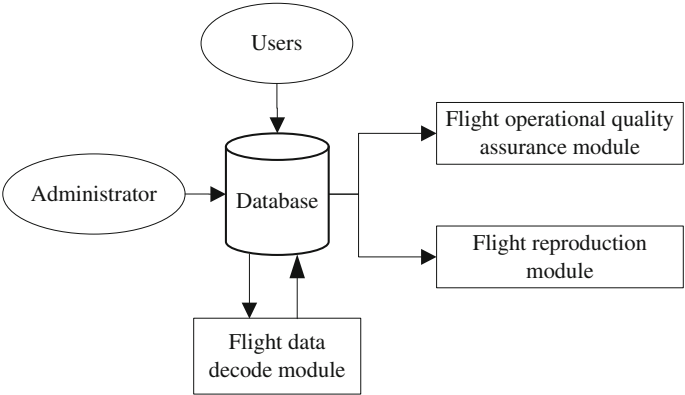 Users
Flight operational quality
assurance module
Administrator
Database
Flight reproduction
module
Flight data
decode module